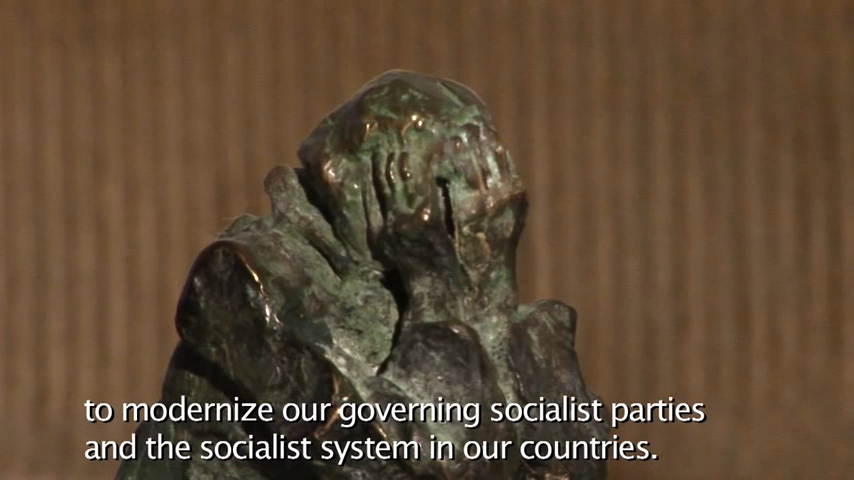 to modernize our governing socialist parties
and the socialist system in our countries.